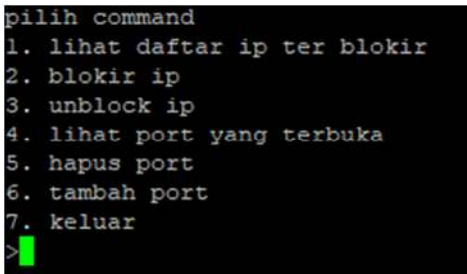 pilih command
1. lihat daftar ip ter blokir
2. blokir ip
3. unblock ip
4. lihat port yang terbuka
5. hapus port
6. tambah port
7. keluar
>